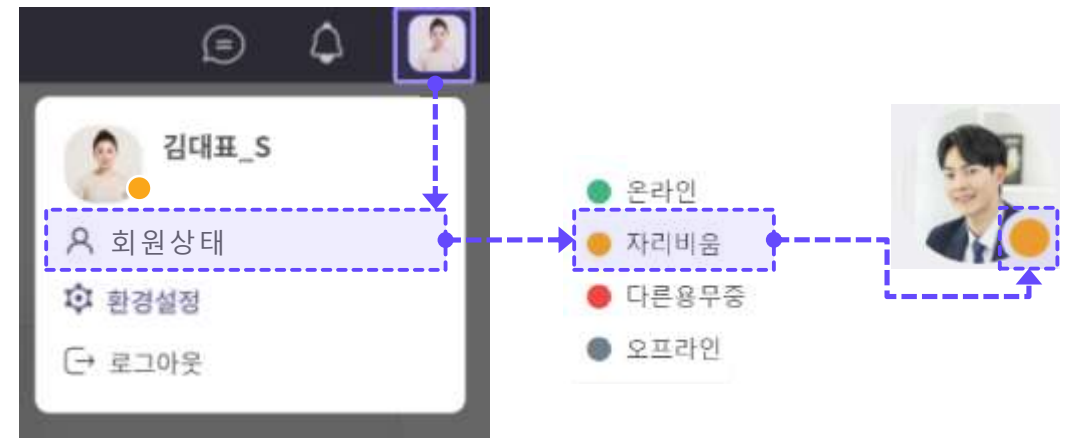 김대표_S
회원상태
환경설정
로그아웃
온라인
자리비움
다른용무중
오프라인